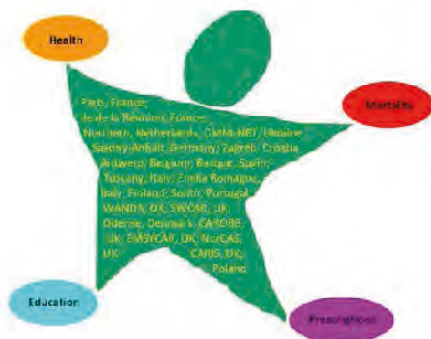 Health
Mortality
Paris, France;
Ile de la Réunion, France;
Northern, Netherlands, OMNI-NET, Ukraine
Saxony-Anhalt, Germany; Zagreb, Croatia
Antwerp, Belgium; Basque, Spain;
Tuscany, Italy; Emilia Romagna,
Italy; Finland; South, Portugal
WANDA, UK, SWCAR, UK,
Odense, Denmark, CAROBB,
UK, EMSYCAR, UK, NorCAS,
UK CARIS, UK;
Poland
Education
Prescriptions